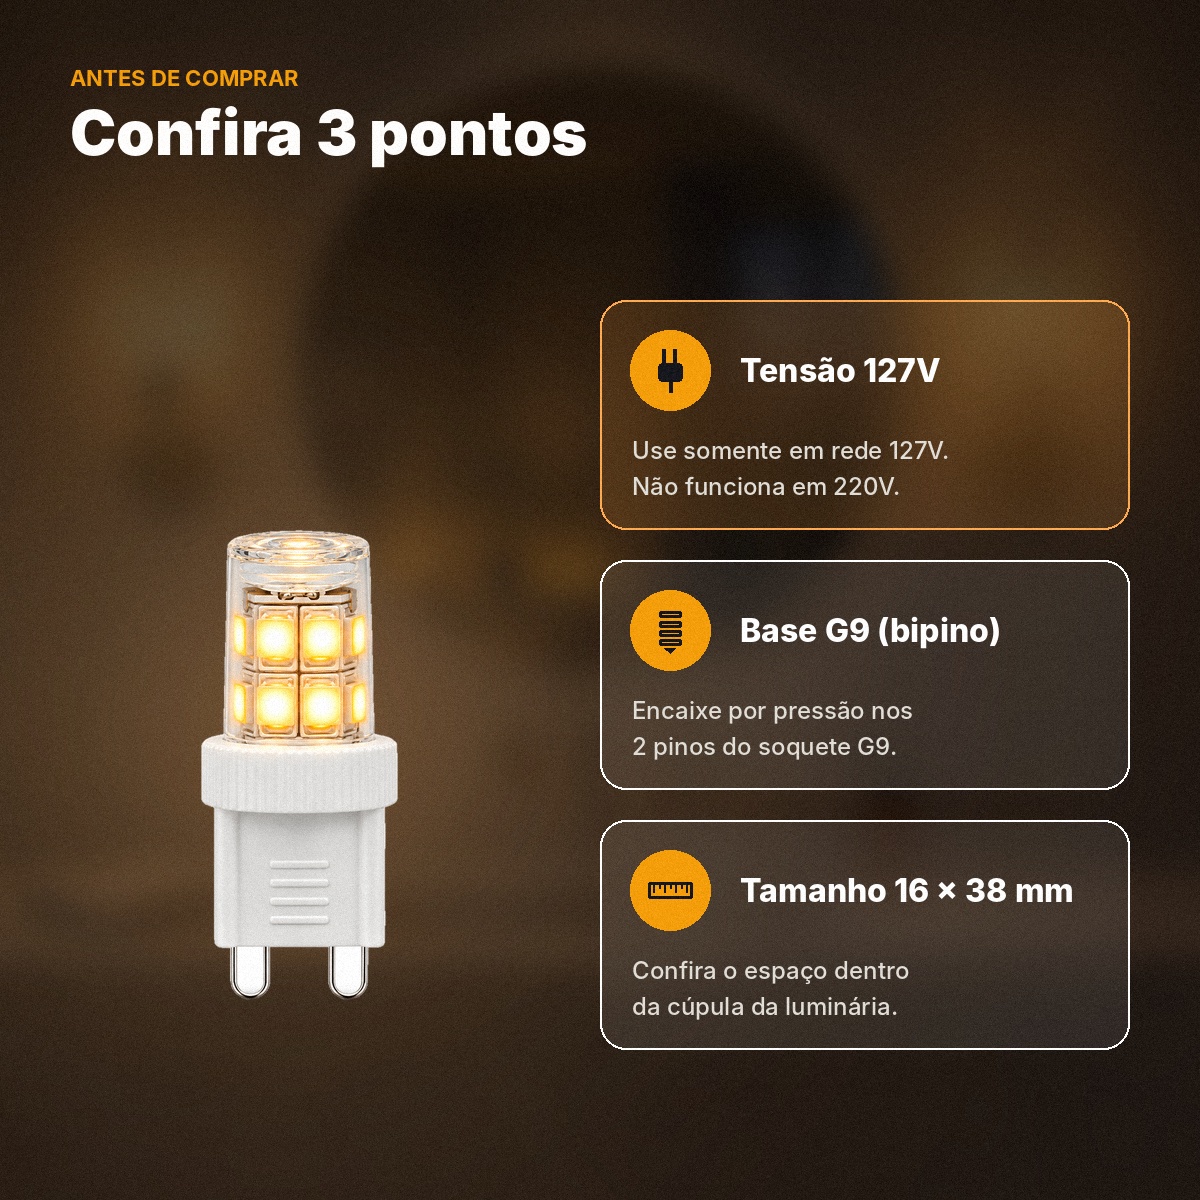 ANTES DE COMPRAR
Confira 3 pontos
Tensão 127V
Use somente em rede 127V.
Não funciona em 220V.
Base G9 (bipino)
Encaixe por pressão nos
2 pinos do soquete G9.
Tamanho 16 × 38 mm
Confira o espaço dentro
da cúpula da luminária.